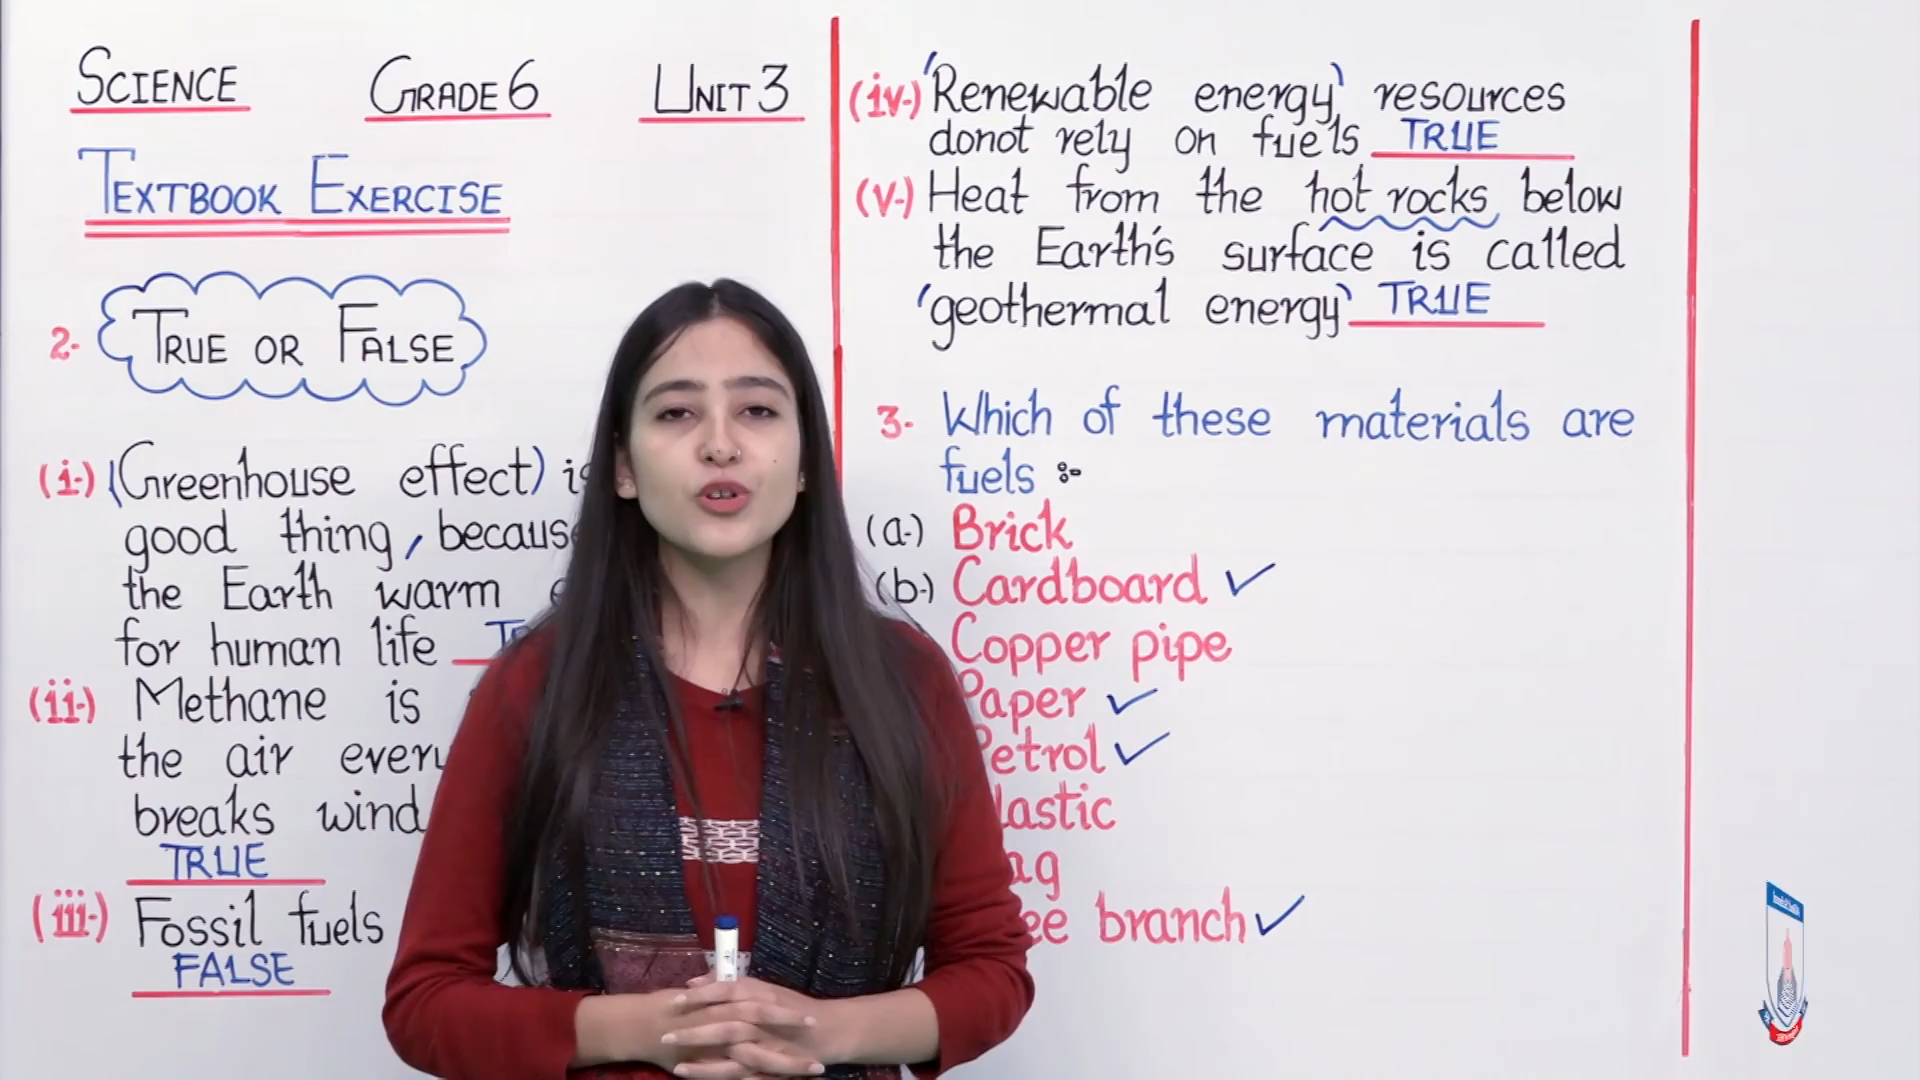 SCIENCE GRADE 6 UNIT 3
TEXTBOOK EXERCISE
2- TRUE OR FALSE
(i-) (Greenhouse effect) is
good thing, because
the Earth warm
for human life
(ii-) Methane is
the air every
breaks wind
TRUE
(iii-) Fossil fuels
FALSE
(iv-) 'Renewable energy' resources
donot rely on fuels TRUE
(v-) Heat from the hot rocks below
the Earth's surface is called
'geothermal energy' TRUE
3- Which of these materials are
fuels :-
(a-) Brick
(b-) Cardboard ✓
Copper pipe
Paper ✓
Petrol ✓
lastic
ag
ee branch ✓